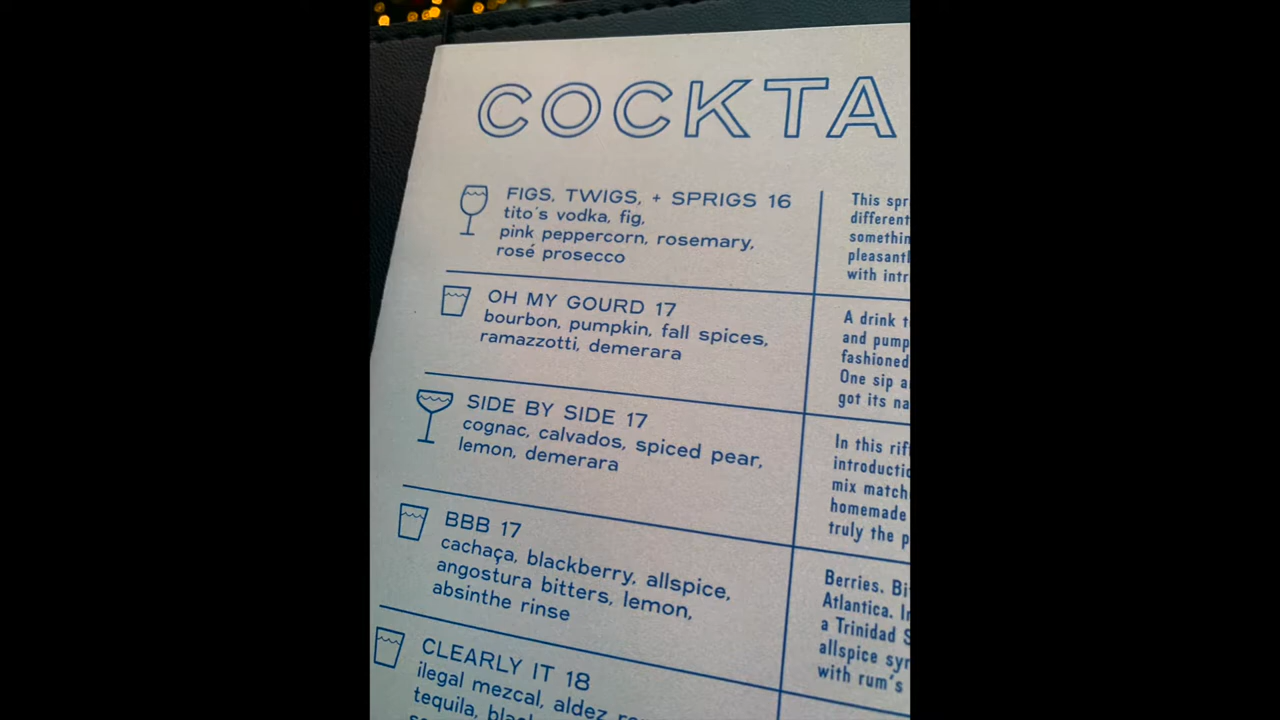 COCKTA
FIGS, TWIGS, + SPRIGS 16
tito's vodka, fig,
pink peppercorn, rosemary,
rosé prosecco
This spr
different
somethin
pleasantl
with intr
OH MY GOURD 17
bourbon, pumpkin, fall spices,
ramazzotti, demerara
A drink t
and pump
fashioned
One sip a
got its na
SIDE BY SIDE 17
cognac, calvados, spiced pear,
lemon, demerara
In this riff
introductio
mix match
homemade
truly the p
BBB 17
cachaça, blackberry, allspice,
angostura bitters, lemon,
absinthe rinse
Berries. Bi
Atlantica. I
a Trinidad S
allspice syr
with rum's
CLEARLY IT 18
ilegal mezcal, aldez
tequila,